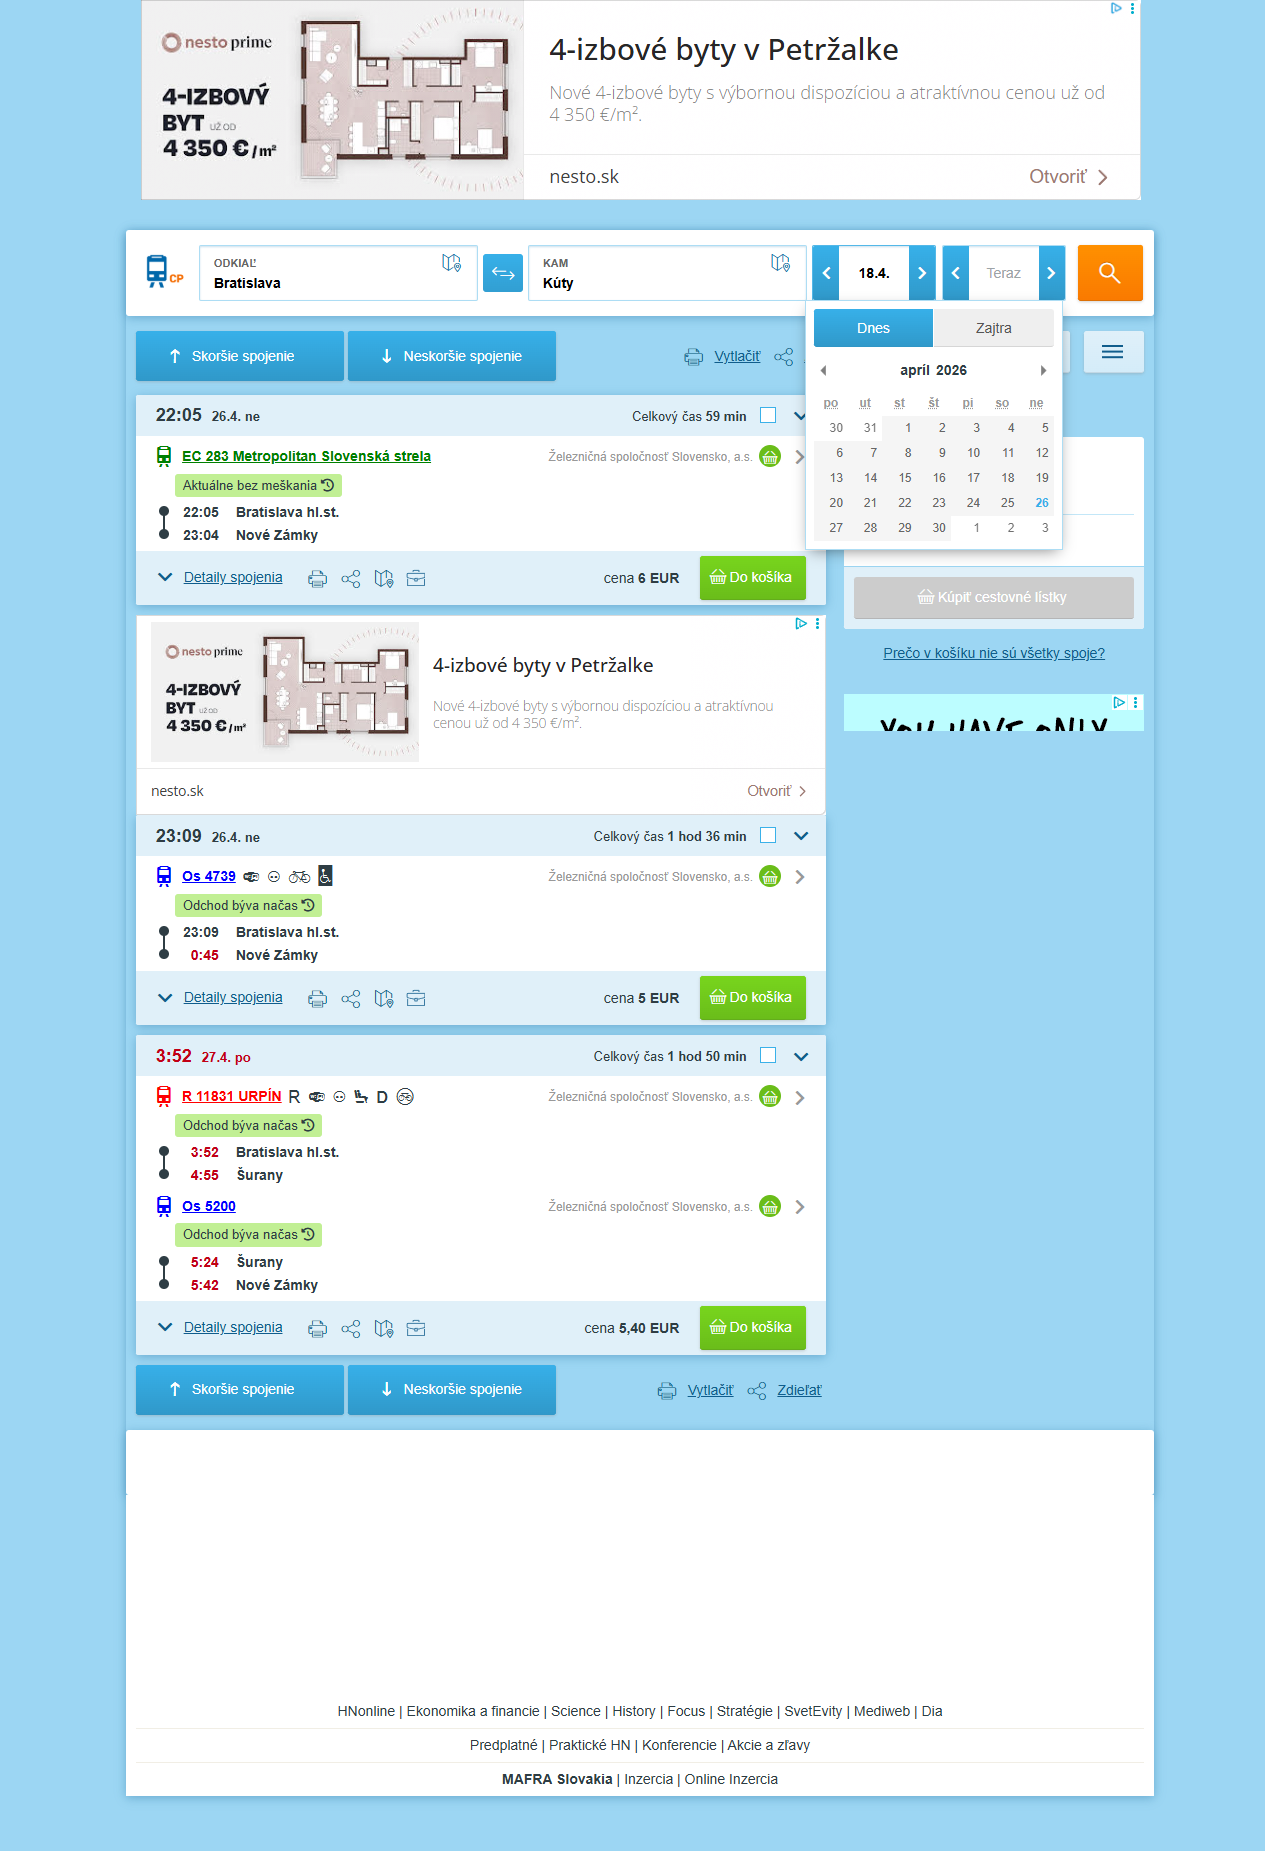 nesto prime
4-IZBOVÝ
BYT UŽ OD
4 350 €/m²
4-izbové byty v Petržalke
Nové 4-izbové byty s výbornou dispozíciou a atraktívnou cenou už od
4 350 €/m².
nesto.sk
Otvoriť
CP
ODKIAĽ
Bratislava
KAM
Kúty
18.4.
Teraz
Skoršie spojenie
Neskoršie spojenie
Vytlačiť
Dnes
Zajtra
apríl 2026
po ut st št pi so ne
30 31 1 2 3 4 5
6 7 8 9 10 11 12
13 14 15 16 17 18 19
20 21 22 23 24 25 26
27 28 29 30 1 2 3
22:05 26.4. ne
Celkový čas 59 min
EC 283 Metropolitan Slovenská strela
Železničná spoločnosť Slovensko, a.s.
Aktuálne bez meškania
22:05 Bratislava hl.st.
23:04 Nové Zámky
Detaily spojenia
cena 6 EUR
Do košíka
Kúpiť cestovné lístky
Prečo v košíku nie sú všetky spoje?
YOU HAVE ONLY
nesto prime
4-IZBOVÝ
BYT UŽ OD
4 350 €/m²
4-izbové byty v Petržalke
Nové 4-izbové byty s výbornou dispozíciou a atraktívnou
cenou už od 4 350 €/m².
nesto.sk
Otvoriť
23:09 26.4. ne
Celkový čas 1 hod 36 min
Os 4739
Železničná spoločnosť Slovensko, a.s.
Odchod býva načas
23:09 Bratislava hl.st.
0:45 Nové Zámky
Detaily spojenia
cena 5 EUR
Do košíka
3:52 27.4. po
Celkový čas 1 hod 50 min
R 11831 URPÍN R D
Železničná spoločnosť Slovensko, a.s.
Odchod býva načas
3:52 Bratislava hl.st.
4:55 Šurany
Os 5200
Železničná spoločnosť Slovensko, a.s.
Odchod býva načas
5:24 Šurany
5:42 Nové Zámky
Detaily spojenia
cena 5,40 EUR
Do košíka
Skoršie spojenie
Neskoršie spojenie
Vytlačiť
Zdieľať
HNonline | Ekonomika a financie | Science | History | Focus | Stratégie | SvetEvity | Mediweb | Dia
Predplatné | Praktické HN | Konferencie | Akcie a zľavy
MAFRA Slovakia | Inzercia | Online Inzercia